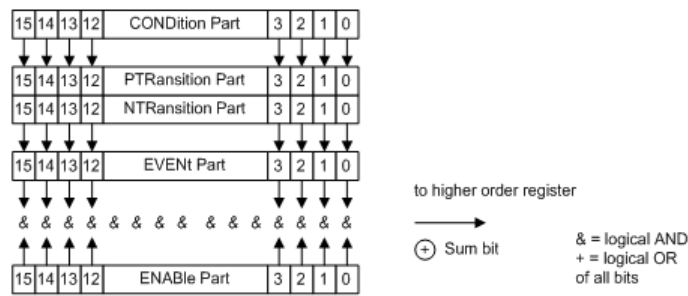 15 14 13 12 CONDition Part 3 2 1 0
15 14 13 12 PTRansition Part 3 2 1 0
15 14 13 12 NTRansition Part 3 2 1 0
15 14 13 12 EVENt Part 3 2 1 0
to higher order register
& & & & & & & & & & & & & & &
+ Sum bit
& = logical AND
+ = logical OR
of all bits
15 14 13 12 ENABle Part 3 2 1 0